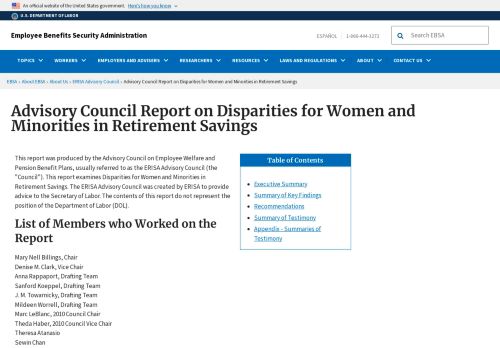 An official website of the United States government. Here's how you know
U.S. DEPARTMENT OF LABOR
Employee Benefits Security Administration
ESPAÑOL | 1-866-444-3272
Search EBSA
TOPICS WORKERS EMPLOYERS AND ADVISERS RESEARCHERS RESOURCES LAWS AND REGULATIONS ABOUT CONTACT US
EBSA › About EBSA › About Us › ERISA Advisory Council › Advisory Council Report on Disparities for Women and Minorities in Retirement Savings
Advisory Council Report on Disparities for Women and
Minorities in Retirement Savings
This report was produced by the Advisory Council on Employee Welfare and
Pension Benefit Plans, usually referred to as the ERISA Advisory Council (the
"Council"). This report examines Disparities for Women and Minorities in
Retirement Savings. The ERISA Advisory Council was created by ERISA to provide
advice to the Secretary of Labor. The contents of this report do not represent the
position of the Department of Labor (DOL).
List of Members who Worked on the
Report
Mary Nell Billings, Chair
Denise M. Clark, Vice Chair
Anna Rappaport, Drafting Team
Sanford Koeppel, Drafting Team
J. M. Towarnicky, Drafting Team
Mildeen Worrell, Drafting Team
Marc LeBlanc, 2010 Council Chair
Theda Haber, 2010 Council Vice Chair
Theresa Atanasio
Sewin Chan
Table of Contents
Executive Summary
Summary of Key Findings
Recommendations
Summary of Testimony
Appendix - Summaries of
Testimony